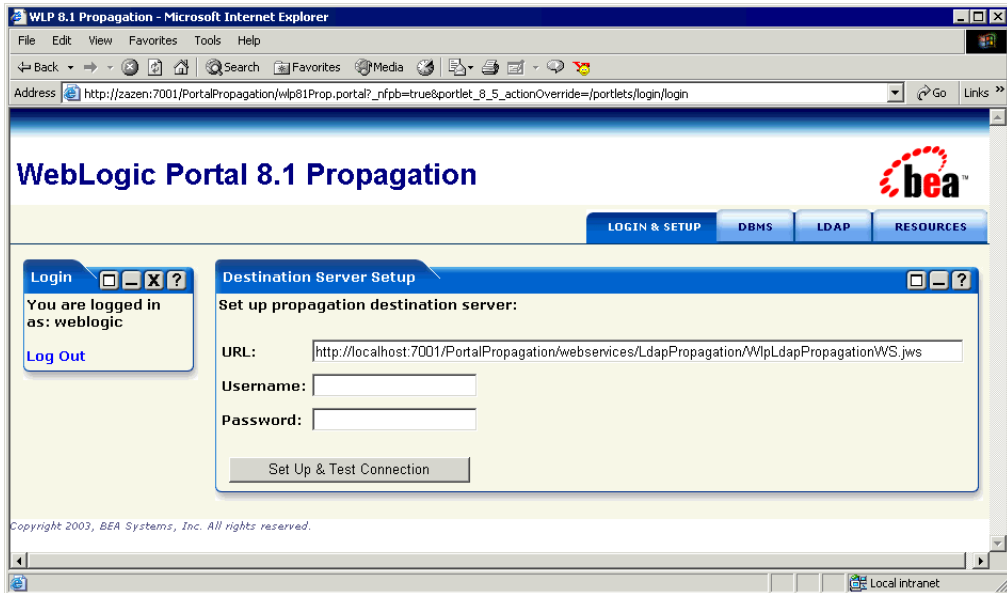 WLP 8.1 Propagation - Microsoft Internet Explorer
File Edit View Favorites Tools Help
Back Search Favorites Media
Address http://zazen:7001/PortalPropagation/wlp81Prop.portal?_nfpb=true&portlet_8_5_actionOverride=/portlets/login/login Go Links »
WebLogic Portal 8.1 Propagation
bea™
LOGIN & SETUP DBMS LDAP RESOURCES
Login
You are logged in
as: weblogic
Log Out
Destination Server Setup
Set up propagation destination server:
URL: http://localhost:7001/PortalPropagation/webservices/LdapPropagation/WlpLdapPropagationWS.jws
Username:
Password:
Set Up & Test Connection
Copyright 2003, BEA Systems, Inc. All rights reserved.
Local intranet